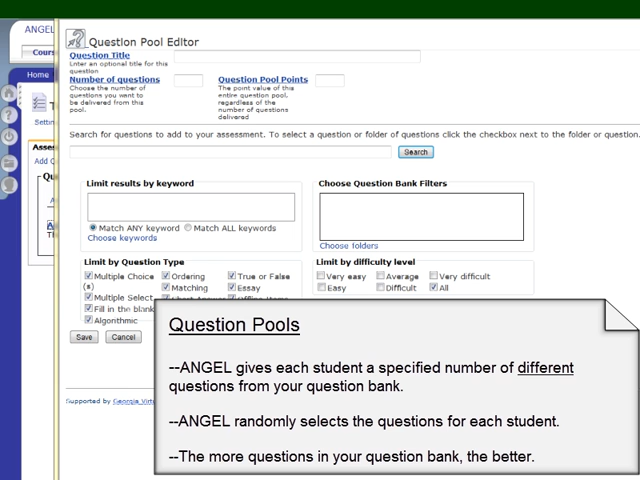 ANGEL
Question Pool Editor
Cours
Question Title
Enter an optional title for this
question
Home
Number of questions
Question Pool Points
Choose the number
of questions you
want to
be delivered from this
pool.
The point value of this
entire question pool,
regardless of the
number of questions
delivered
T
Settin
Search for questions to add to your assessment. To select a question or folder of questions click the checkbox next to the folder or question.
Asses
Search
Add Q
Qu
Limit results by keyword
Choose Question Bank Filters
A
Match ANY keyword
Match ALL keywords
Choose keywords
Choose folders
Th
Limit by Question Type
Limit by difficulty level
Multiple Choice
(s)
Ordering
True or False
Very easy
Average
Very difficult
Matching
Essay
Easy
Difficult
All
Multiple Select
Fill in the blank
Algorithmic
Save
Cancel
Question Pools
--ANGEL gives each student a specified number of different
questions from your question bank.
Supported by Georgia Virtu
--ANGEL randomly selects the questions for each student.
--The more questions in your question bank, the better.